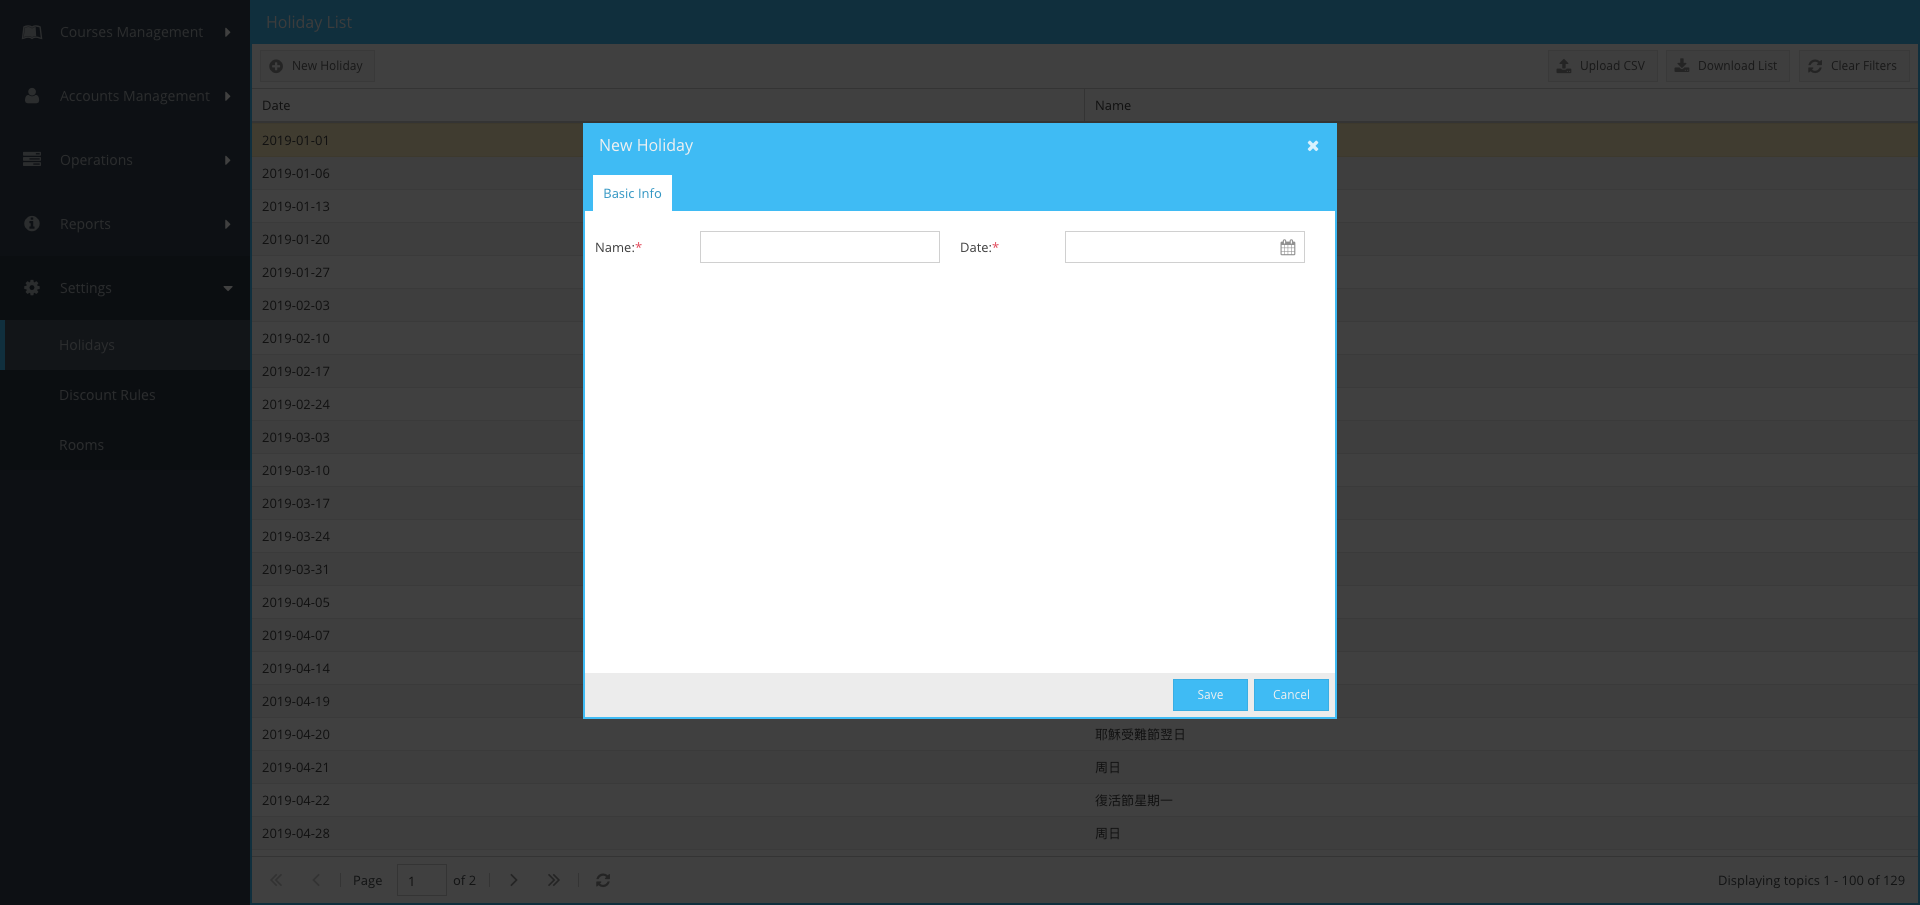 Courses Management
Accounts Management
Operations
Reports
Settings
Holidays
Discount Rules
Rooms
Holiday List
New Holiday
Upload CSV
Download List
Clear Filters
Date Name
2019-01-01
2019-01-06
2019-01-13
2019-01-20
2019-01-27
2019-02-03
2019-02-10
2019-02-17
2019-02-24
2019-03-03
2019-03-10
2019-03-17
2019-03-24
2019-03-31
2019-04-05
2019-04-07
2019-04-14
2019-04-19
2019-04-20 耶穌受難節翌日
2019-04-21 周日
2019-04-22 復活節星期一
2019-04-28 周日
Page 1 of 2
Displaying topics 1 - 100 of 129
New Holiday
Basic Info
Name:* Date:*
Save Cancel